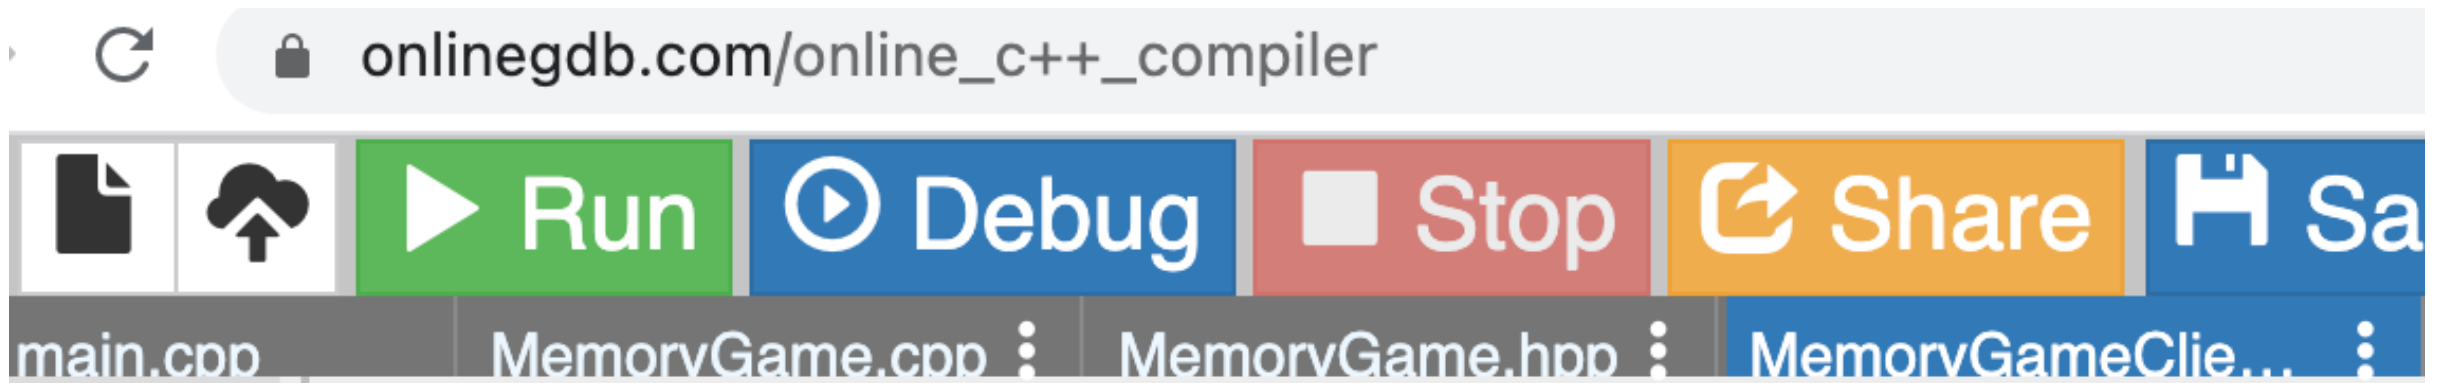 onlinegdb.com/online_c++_compiler
Run Debug Stop Share Sa
main.cpp MemoryGame.cpp MemoryGame.hpp MemoryGameClie...